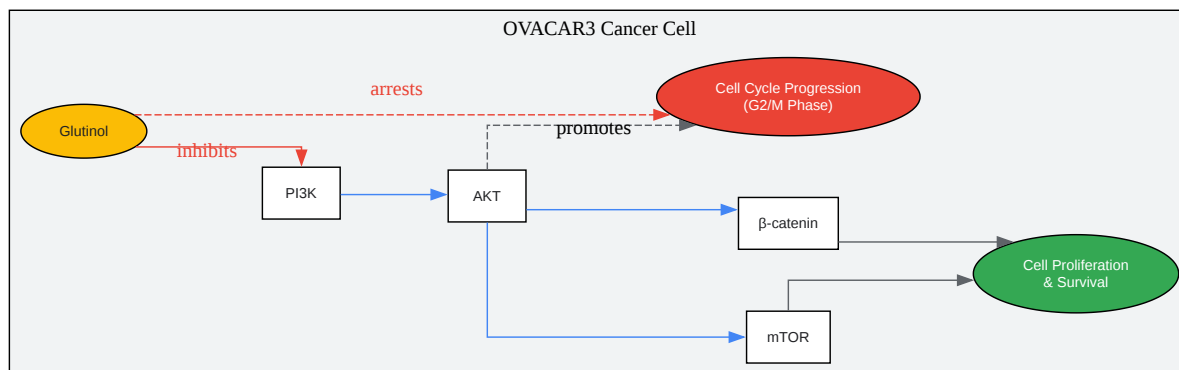 OVACAR3 Cancer Cell
arrests
Cell Cycle Progression
(G2/M Phase)
Glutinol
promotes
inhibits
PI3K
AKT
β-catenin
Cell Proliferation
& Survival
mTOR